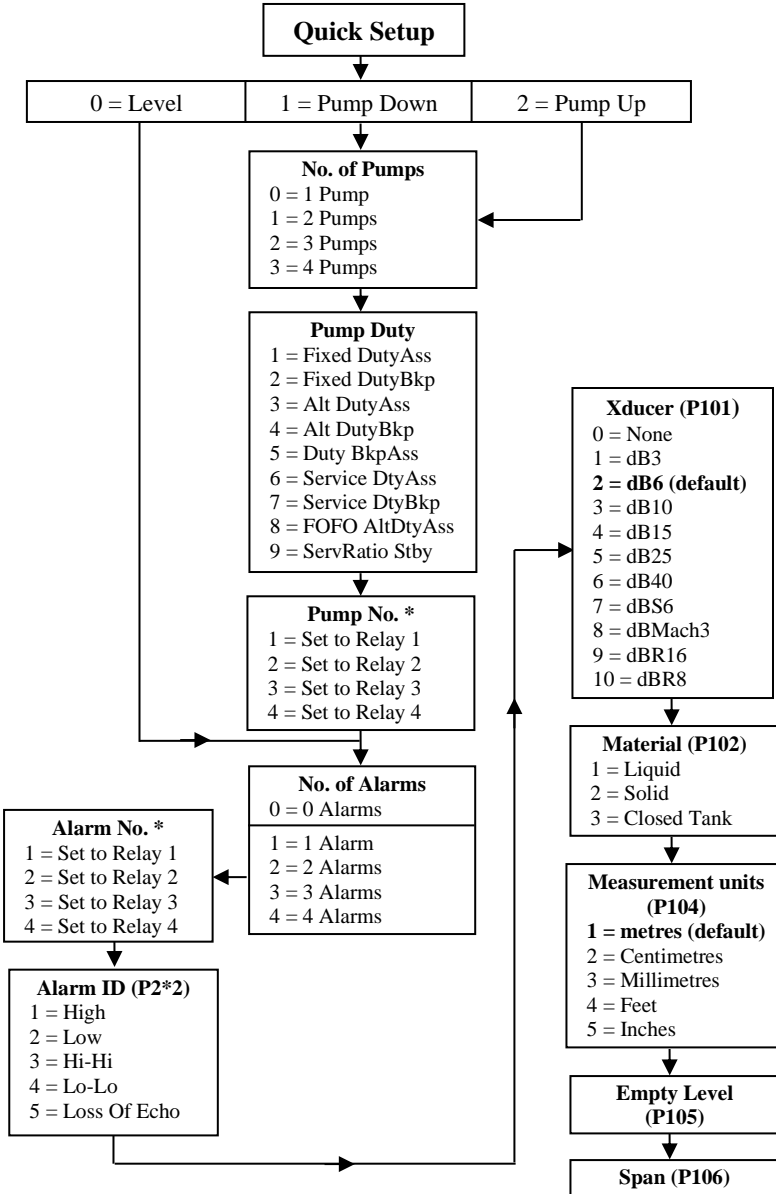 Quick Setup
0 = Level
1 = Pump Down
2 = Pump Up
No. of Pumps
0 = 1 Pump
1 = 2 Pumps
2 = 3 Pumps
3 = 4 Pumps
Pump Duty
1 = Fixed DutyAss
2 = Fixed DutyBkp
3 = Alt DutyAss
4 = Alt DutyBkp
5 = Duty BkpAss
6 = Service DtyAss
7 = Service DtyBkp
8 = FOFO AltDtyAss
9 = ServRatio Stby
Pump No. *
1 = Set to Relay 1
2 = Set to Relay 2
3 = Set to Relay 3
4 = Set to Relay 4
No. of Alarms
0 = 0 Alarms
1 = 1 Alarm
2 = 2 Alarms
3 = 3 Alarms
4 = 4 Alarms
Alarm No. *
1 = Set to Relay 1
2 = Set to Relay 2
3 = Set to Relay 3
4 = Set to Relay 4
Alarm ID (P2*2)
1 = High
2 = Low
3 = Hi-Hi
4 = Lo-Lo
5 = Loss Of Echo
Xducer (P101)
0 = None
1 = dB3
2 = dB6 (default)
3 = dB10
4 = dB15
5 = dB25
6 = dB40
7 = dBS6
8 = dBMach3
9 = dBR16
10 = dBR8
Material (P102)
1 = Liquid
2 = Solid
3 = Closed Tank
Measurement units
(P104)
1 = metres (default)
2 = Centimetres
3 = Millimetres
4 = Feet
5 = Inches
Empty Level
(P105)
Span (P106)